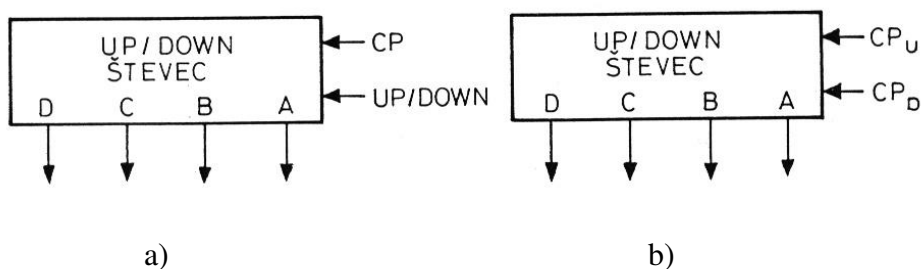 UP/DOWN
ŠTEVEC
D C B A
CP
UP/DOWN
a)
UP/DOWN
ŠTEVEC
D C B A
CPU
CPD
b)